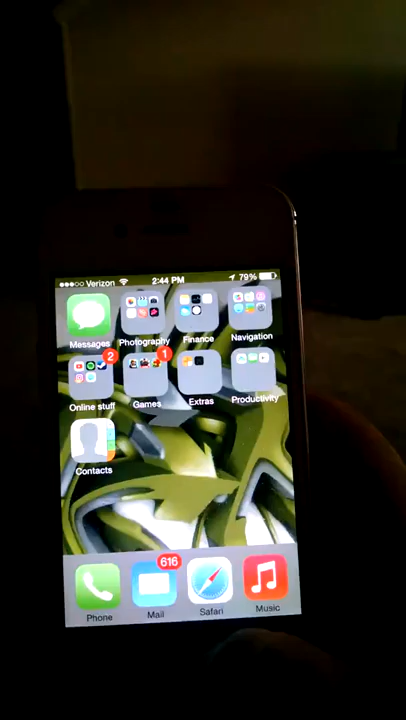 Verizon 2:44 PM 79%
Messages Photography Finance Navigation
2 1
Online stuff Games Extras Productivity
Contacts
616
Phone Mail Safari Music